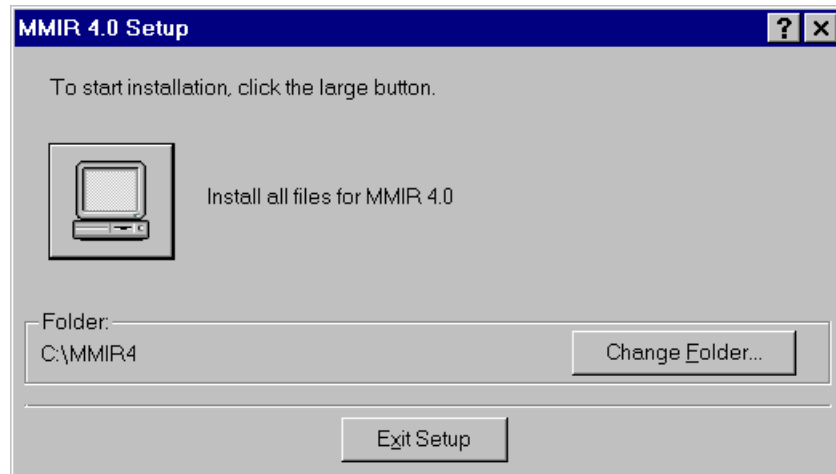 MMIR 4.0 Setup
To start installation, click the large button.
Install all files for MMIR 4.0
Folder:
C:\MMIR4
Change Folder...
Exit Setup